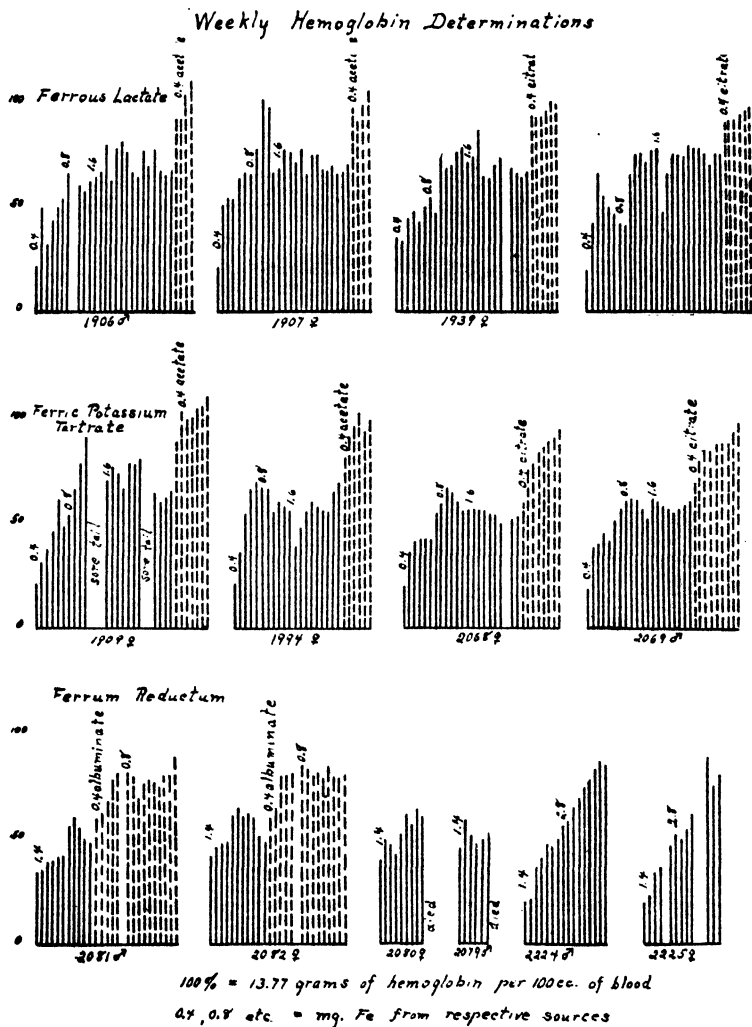 Weekly Hemoglobin Determinations
Ferrous Lactate
100
50
0
0.4
0.8
1.6
0.4 acetate
1906♂
0.4
0.8
1.6
0.4 acetic
1907♀
0.4
0.8
1.6
0.4 citrate
1939♀
0.4
0.8
1.6
0.4 citrate
Ferric Potassium
Tartrate
100
50
0
0.4
0.8
sore tail
1.6
sore tail
0.4 acetate
1909♀
0.4
0.8
1.6
0.4 acetate
1994♀
0.4
0.8
1.6
0.4 citrate
2068♀
0.4
0.8
1.6
0.4 citrate
2069♂
Ferrum Reductum
100
50
0
1.4
0.4 albuminate
0.8
2081♂
1.4
0.4 albuminate
0.8
2082♀
1.4
died
2080♀
1.4
died
2079♂
1.4
2.8
2224♂
1.4
2.8
2225♀
100% = 13.77 grams of hemoglobin per 100cc. of blood
0.4, 0.8 etc. = mg. Fe from respective sources